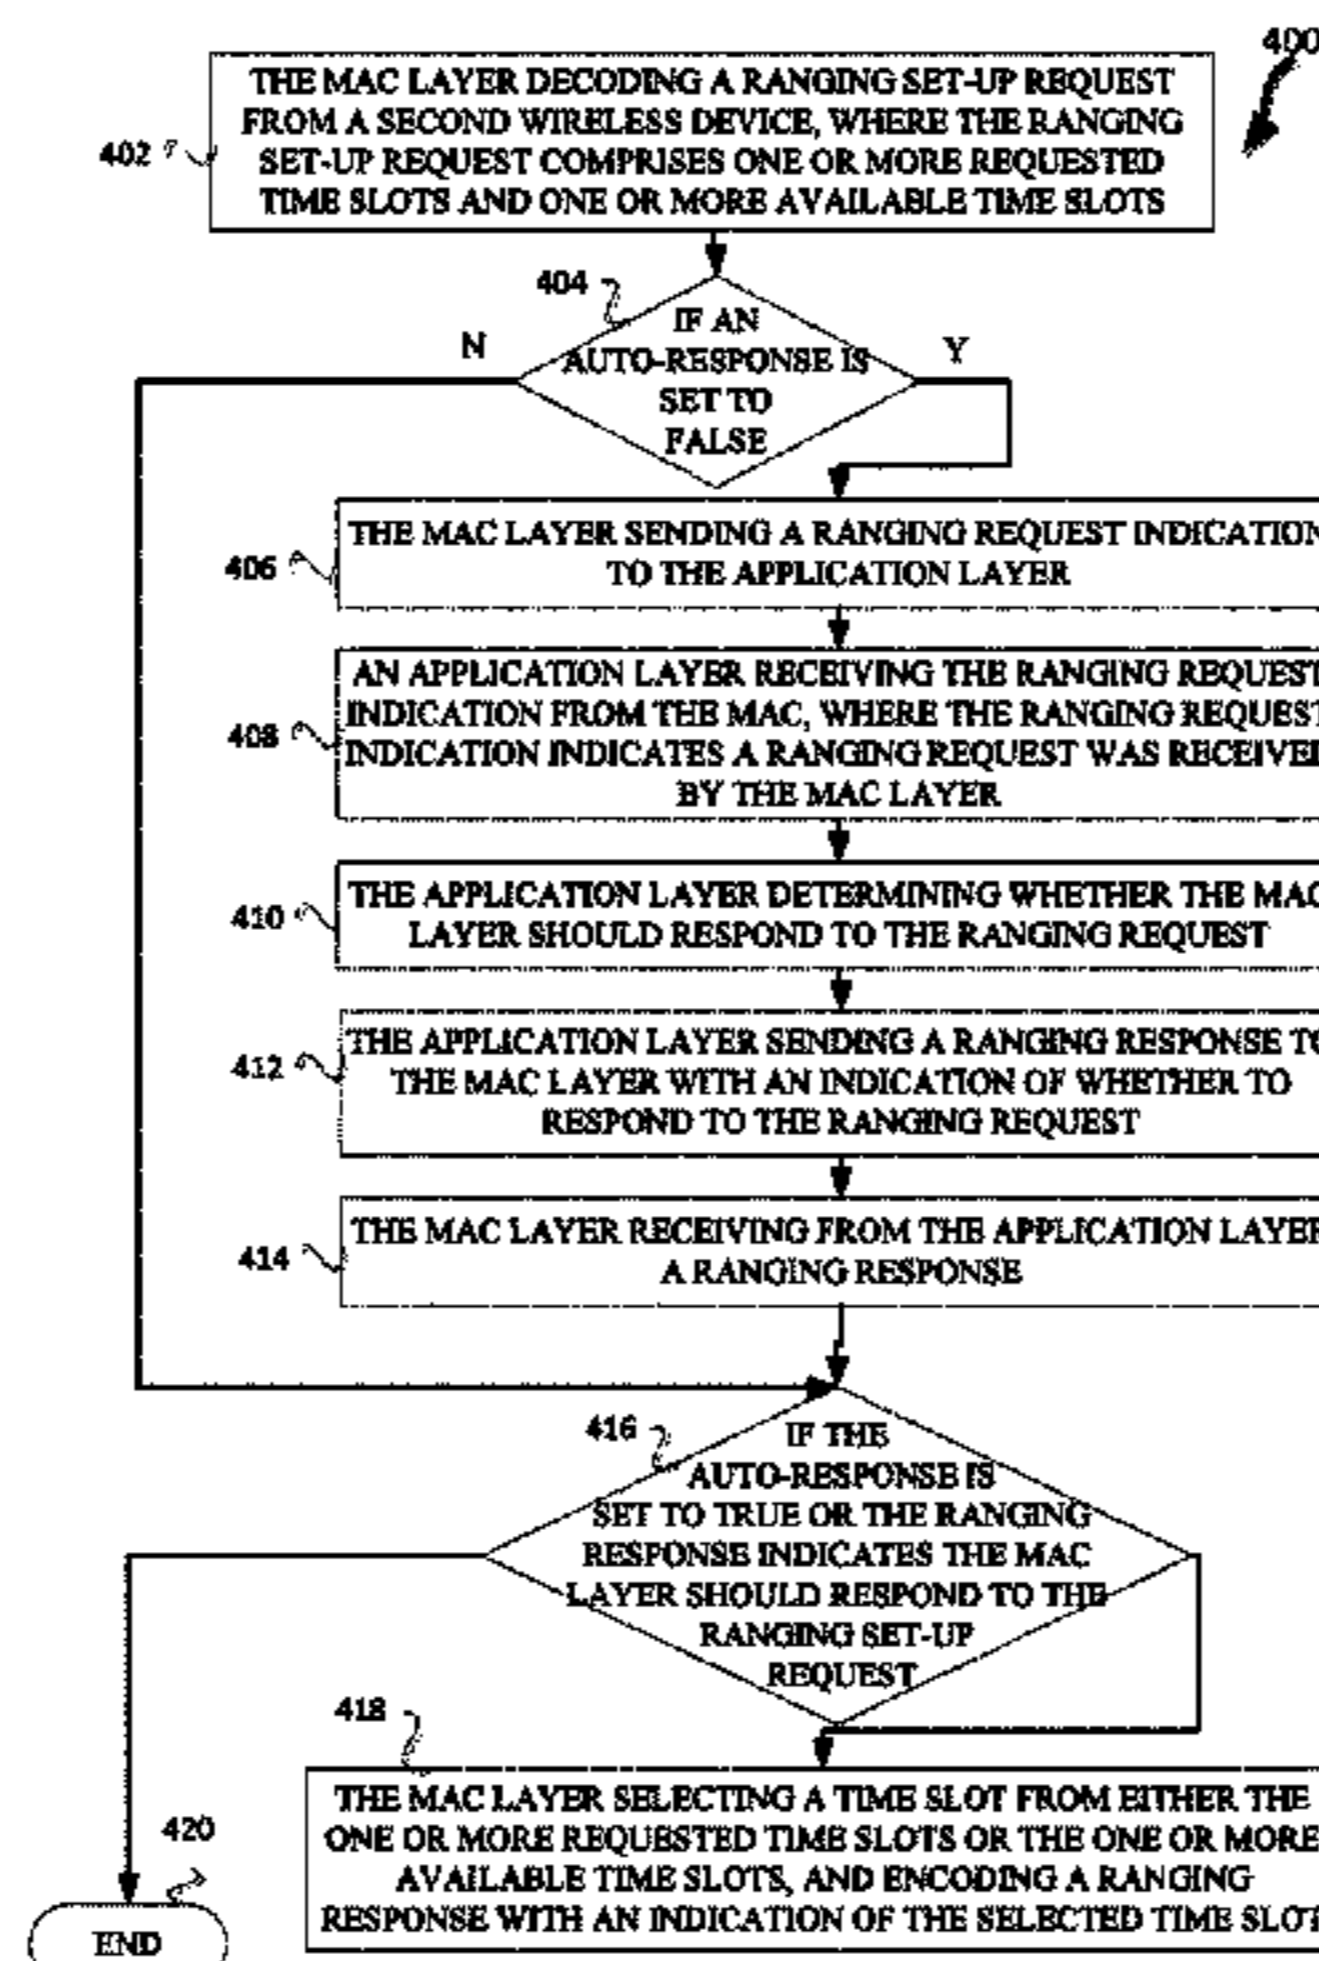 400
THE MAC LAYER DECODING A RANGING SET-UP REQUEST
FROM A SECOND WIRELESS DEVICE, WHERE THE RANGING
402
SET-UP REQUEST COMPRISES ONE OR MORE REQUESTED
TIME SLOTS AND ONE OR MORE AVAILABLE TIME SLOTS
404
IF AN
AUTO-RESPONSE IS
SET TO
FALSE
N
Y
THE MAC LAYER SENDING A RANGING REQUEST INDICATION
TO THE APPLICATION LAYER
406
AN APPLICATION LAYER RECEIVING THE RANGING REQUEST
INDICATION FROM THE MAC, WHERE THE RANGING REQUEST
408
INDICATION INDICATES A RANGING REQUEST WAS RECEIVE
BY THE MAC LAYER
THE APPLICATION LAYER DETERMINING WHETHER THE MAC
410
LAYER SHOULD RESPOND TO THE RANGING REQUEST
THE APPLICATION LAYER SENDING A RANGING RESPONSE TO
412
THE MAC LAYER WITH AN INDICATION OF WHETHER TO
RESPOND TO THE RANGING REQUEST
THE MAC LAYER RECEIVING FROM THE APPLICATION LAYER
414
A RANGING RESPONSE
416
IF THE
AUTO-RESPONSE IS
SET TO TRUE OR THE RANGING
RESPONSE INDICATES THE MAC
LAYER SHOULD RESPOND TO THE
RANGING SET-UP
REQUEST
418
THE MAC LAYER SELECTING A TIME SLOT FROM EITHER THE
ONE OR MORE REQUESTED TIME SLOTS OR THE ONE OR MORE
AVAILABLE TIME SLOTS, AND ENCODING A RANGING
RESPONSE WITH AN INDICATION OF THE SELECTED TIME SLOT
420
END